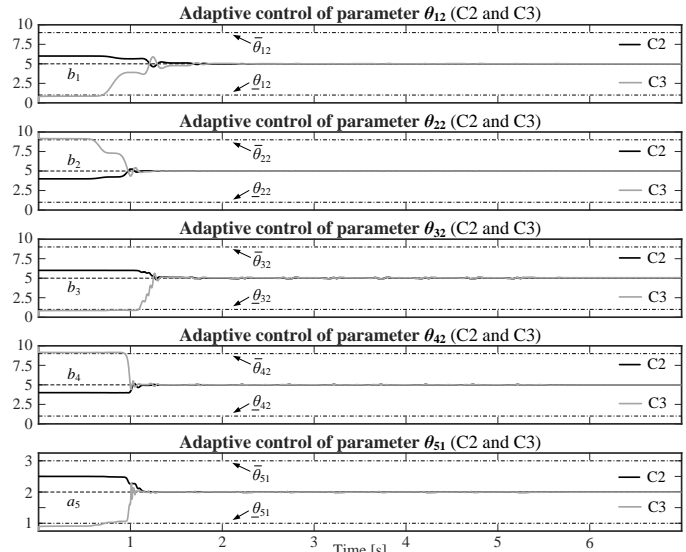 Adaptive control of parameter θ12 (C2 and C3)
10
7.5
5
2.5
0
b1
θ̅12
θ̲12
C2
C3
Adaptive control of parameter θ22 (C2 and C3)
10
7.5
5
2.5
0
b2
θ̅22
θ̲22
C2
C3
Adaptive control of parameter θ32 (C2 and C3)
10
7.5
5
2.5
0
b3
θ̅32
θ̲32
C2
C3
Adaptive control of parameter θ42 (C2 and C3)
10
7.5
5
2.5
0
b4
θ̅42
θ̲42
C2
C3
Adaptive control of parameter θ51 (C2 and C3)
3
2
1
a5
θ̅51
θ̲51
C2
C3
1 2 3 4 5 6
Time [s]